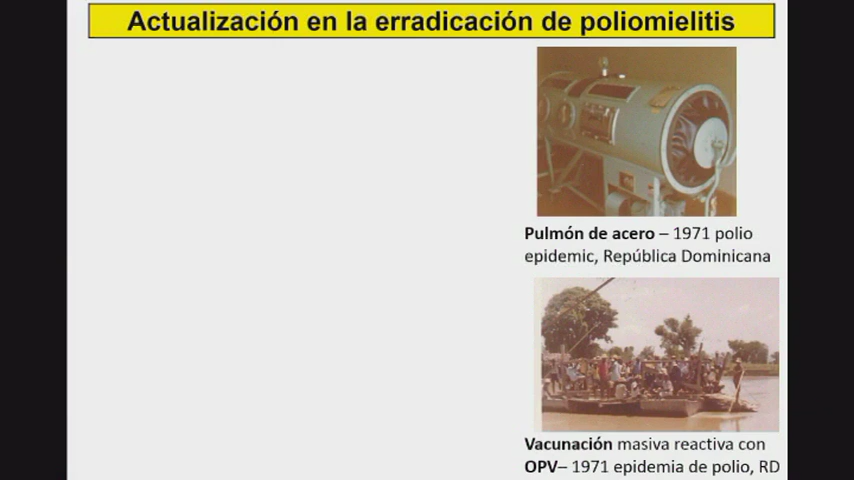 Actualización en la erradicación de poliomielitis
Pulmón de acero – 1971 polio
epidemic, República Dominicana
Vacunación masiva reactiva con
OPV– 1971 epidemia de polio, RD